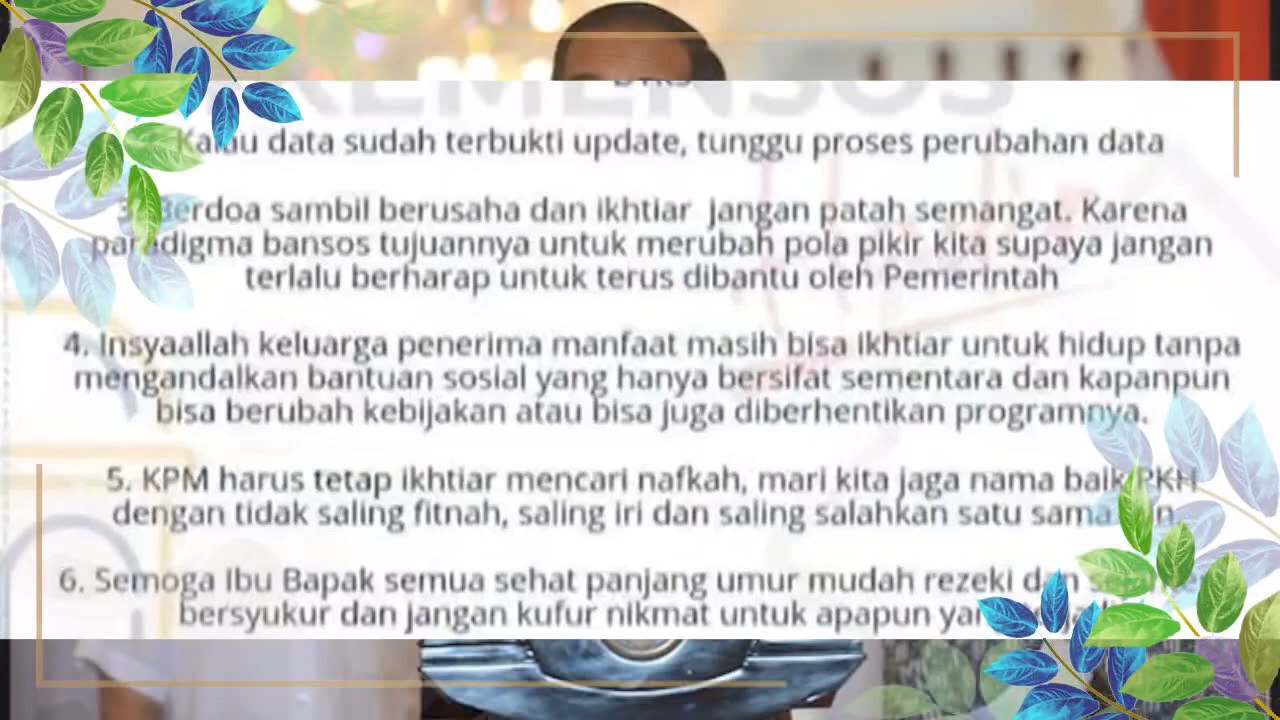 KEMENSOS
DTKS
Kalau data sudah terbukti update, tunggu proses perubahan data
3. Berdoa sambil berusaha dan ikhtiar jangan patah semangat. Karena
paradigma bansos tujuannya untuk merubah pola pikir kita supaya jangan
terlalu berharap untuk terus dibantu oleh Pemerintah
4. Insyaallah keluarga penerima manfaat masih bisa ikhtiar untuk hidup tanpa
mengandalkan bantuan sosial yang hanya bersifat sementara dan kapanpun
bisa berubah kebijakan atau bisa juga diberhentikan programnya.
5. KPM harus tetap ikhtiar mencari nafkah, mari kita jaga nama baik PKH
dengan tidak saling fitnah, saling iri dan saling salahkan satu sama
6. Semoga Ibu Bapak semua sehat panjang umur mudah rezeki dan
bersyukur dan jangan kufur nikmat untuk apapun